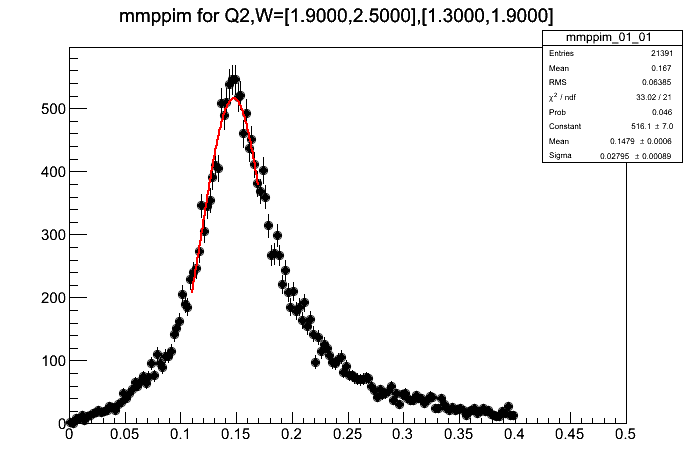 mmppim for Q2,W=[1.9000,2.5000],[1.3000,1.9000]
mmppim_01_01
Entries 21391
Mean 0.167
RMS 0.06385
χ² / ndf 33.02 / 21
Prob 0.046
Constant 516.1 ± 7.0
Mean 0.1479 ± 0.0006
Sigma 0.02795 ± 0.00089
500
400
300
200
100
0
0 0.05 0.1 0.15 0.2 0.25 0.3 0.35 0.4 0.45 0.5